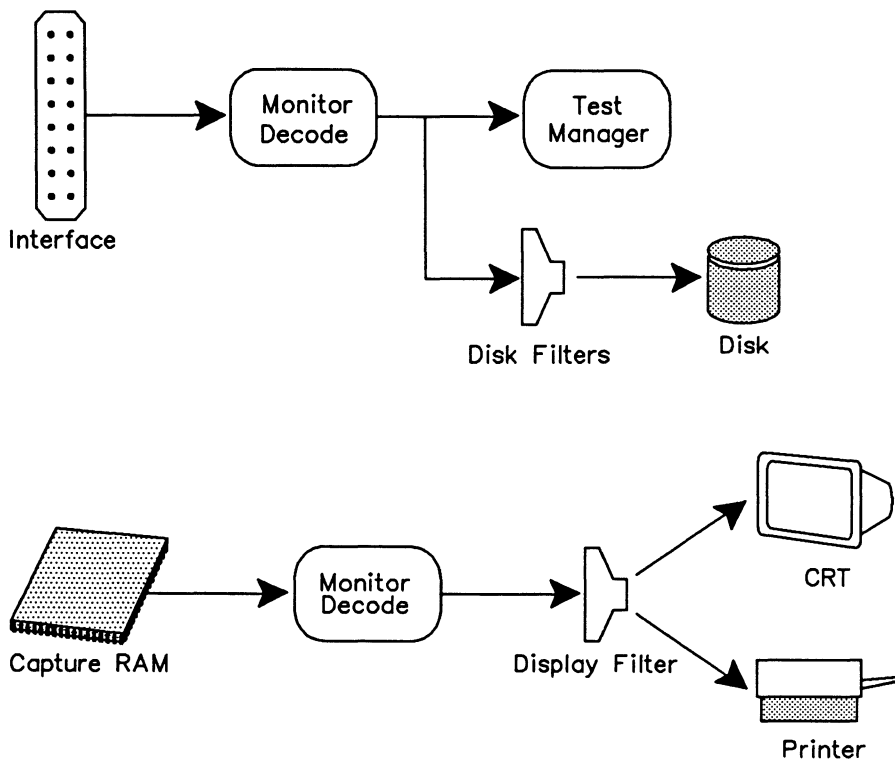 Monitor
Decode
Test
Manager
Interface
Disk Filters
Disk
Monitor
Decode
CRT
Capture RAM
Display Filter
Printer